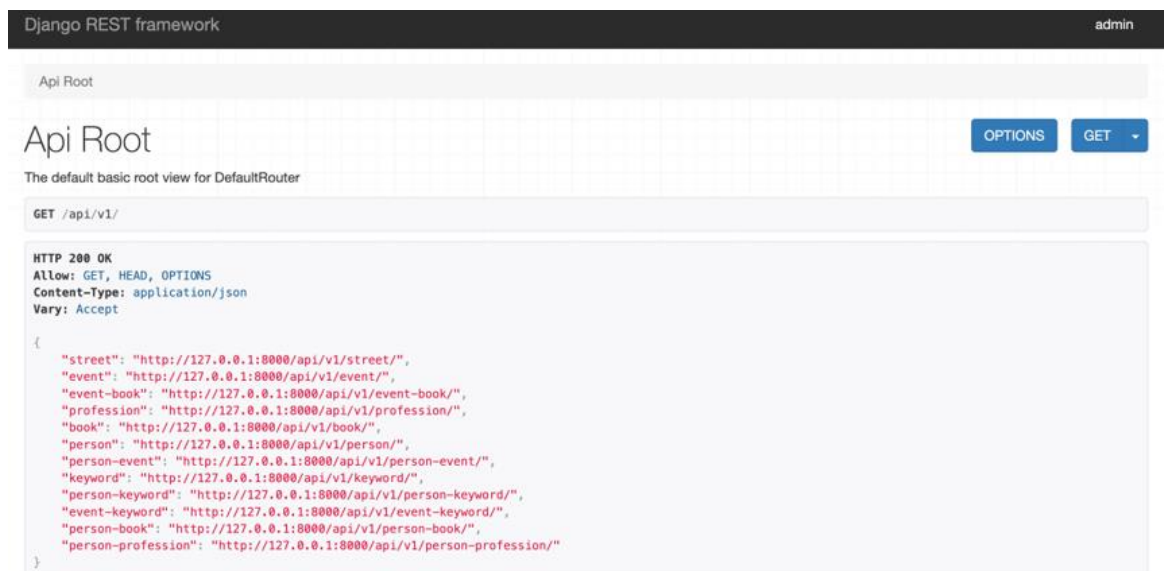 Django REST framework admin
Api Root
Api Root OPTIONS GET
The default basic root view for DefaultRouter
GET /api/v1/
HTTP 200 OK
Allow: GET, HEAD, OPTIONS
Content-Type: application/json
Vary: Accept
{
    "street": "http://127.0.0.1:8000/api/v1/street/",
    "event": "http://127.0.0.1:8000/api/v1/event/",
    "event-book": "http://127.0.0.1:8000/api/v1/event-book/",
    "profession": "http://127.0.0.1:8000/api/v1/profession/",
    "book": "http://127.0.0.1:8000/api/v1/book/",
    "person": "http://127.0.0.1:8000/api/v1/person/",
    "person-event": "http://127.0.0.1:8000/api/v1/person-event/",
    "keyword": "http://127.0.0.1:8000/api/v1/keyword/",
    "person-keyword": "http://127.0.0.1:8000/api/v1/person-keyword/",
    "event-keyword": "http://127.0.0.1:8000/api/v1/event-keyword/",
    "person-book": "http://127.0.0.1:8000/api/v1/person-book/",
    "person-profession": "http://127.0.0.1:8000/api/v1/person-profession/"
}